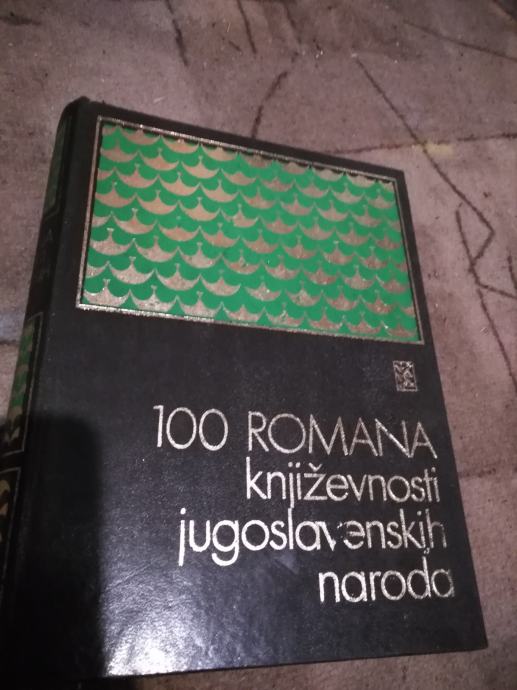 100 ROMANA
književnosti
jugoslavenskih
naroda